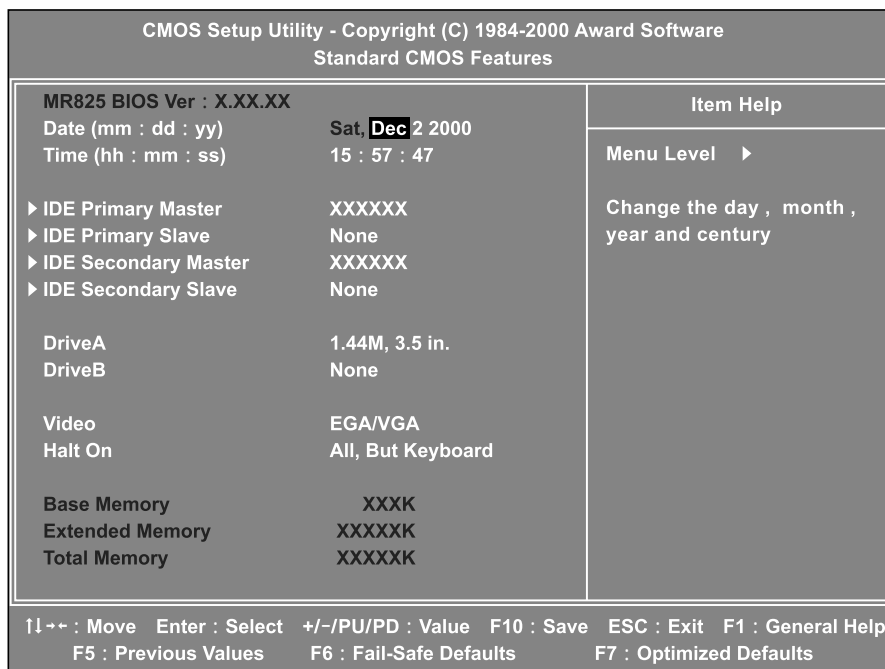 CMOS Setup Utility - Copyright (C) 1984-2000 Award Software
Standard CMOS Features
MR825 BIOS Ver : X.XX.XX
Date (mm : dd : yy) Sat, Dec 2 2000
Time (hh : mm : ss) 15 : 57 : 47
IDE Primary Master XXXXXX
IDE Primary Slave None
IDE Secondary Master XXXXXX
IDE Secondary Slave None
DriveA 1.44M, 3.5 in.
DriveB None
Video EGA/VGA
Halt On All, But Keyboard
Base Memory XXXK
Extended Memory XXXXXK
Total Memory XXXXXK
Item Help
Menu Level
Change the day , month ,
year and century
↑↓→← : Move Enter : Select +/-/PU/PD : Value F10 : Save ESC : Exit F1 : General Help
F5 : Previous Values F6 : Fail-Safe Defaults F7 : Optimized Defaults